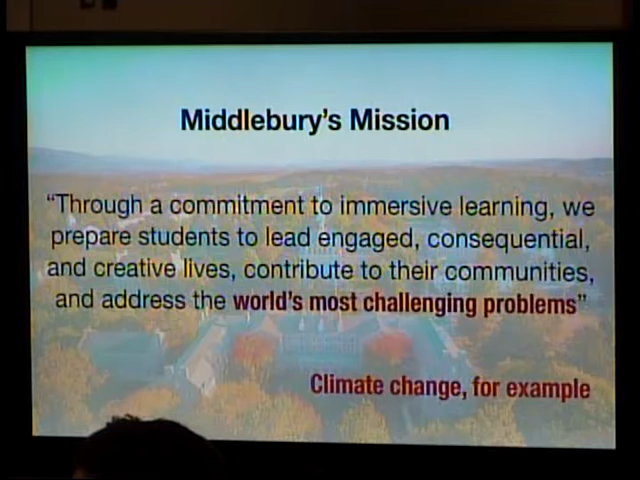 Middlebury's Mission
“Through a commitment to immersive learning, we
prepare students to lead engaged, consequential,
and creative lives, contribute to their communities,
and address the world's most challenging problems”
Climate change, for example